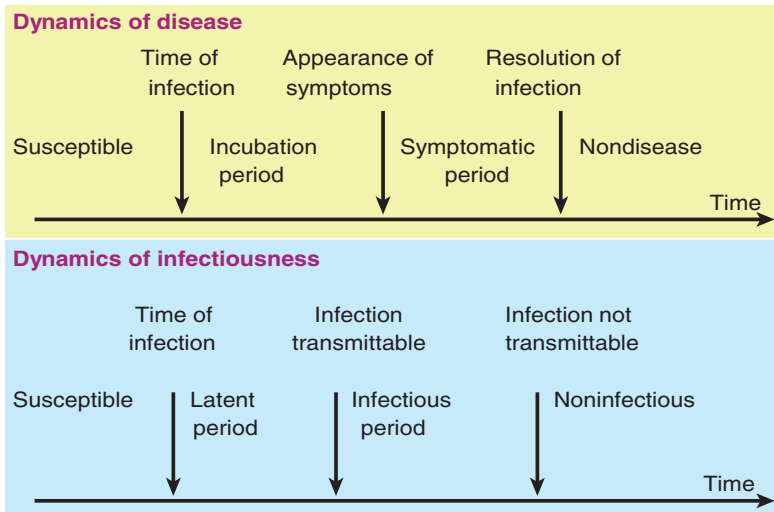 Dynamics of disease
Time of
infection
Appearance of
symptoms
Resolution of
infection
Susceptible
Incubation
period
Symptomatic
period
Nondisease
Time
Dynamics of infectiousness
Time of
infection
Infection
transmittable
Infection not
transmittable
Susceptible
Latent
period
Infectious
period
Noninfectious
Time